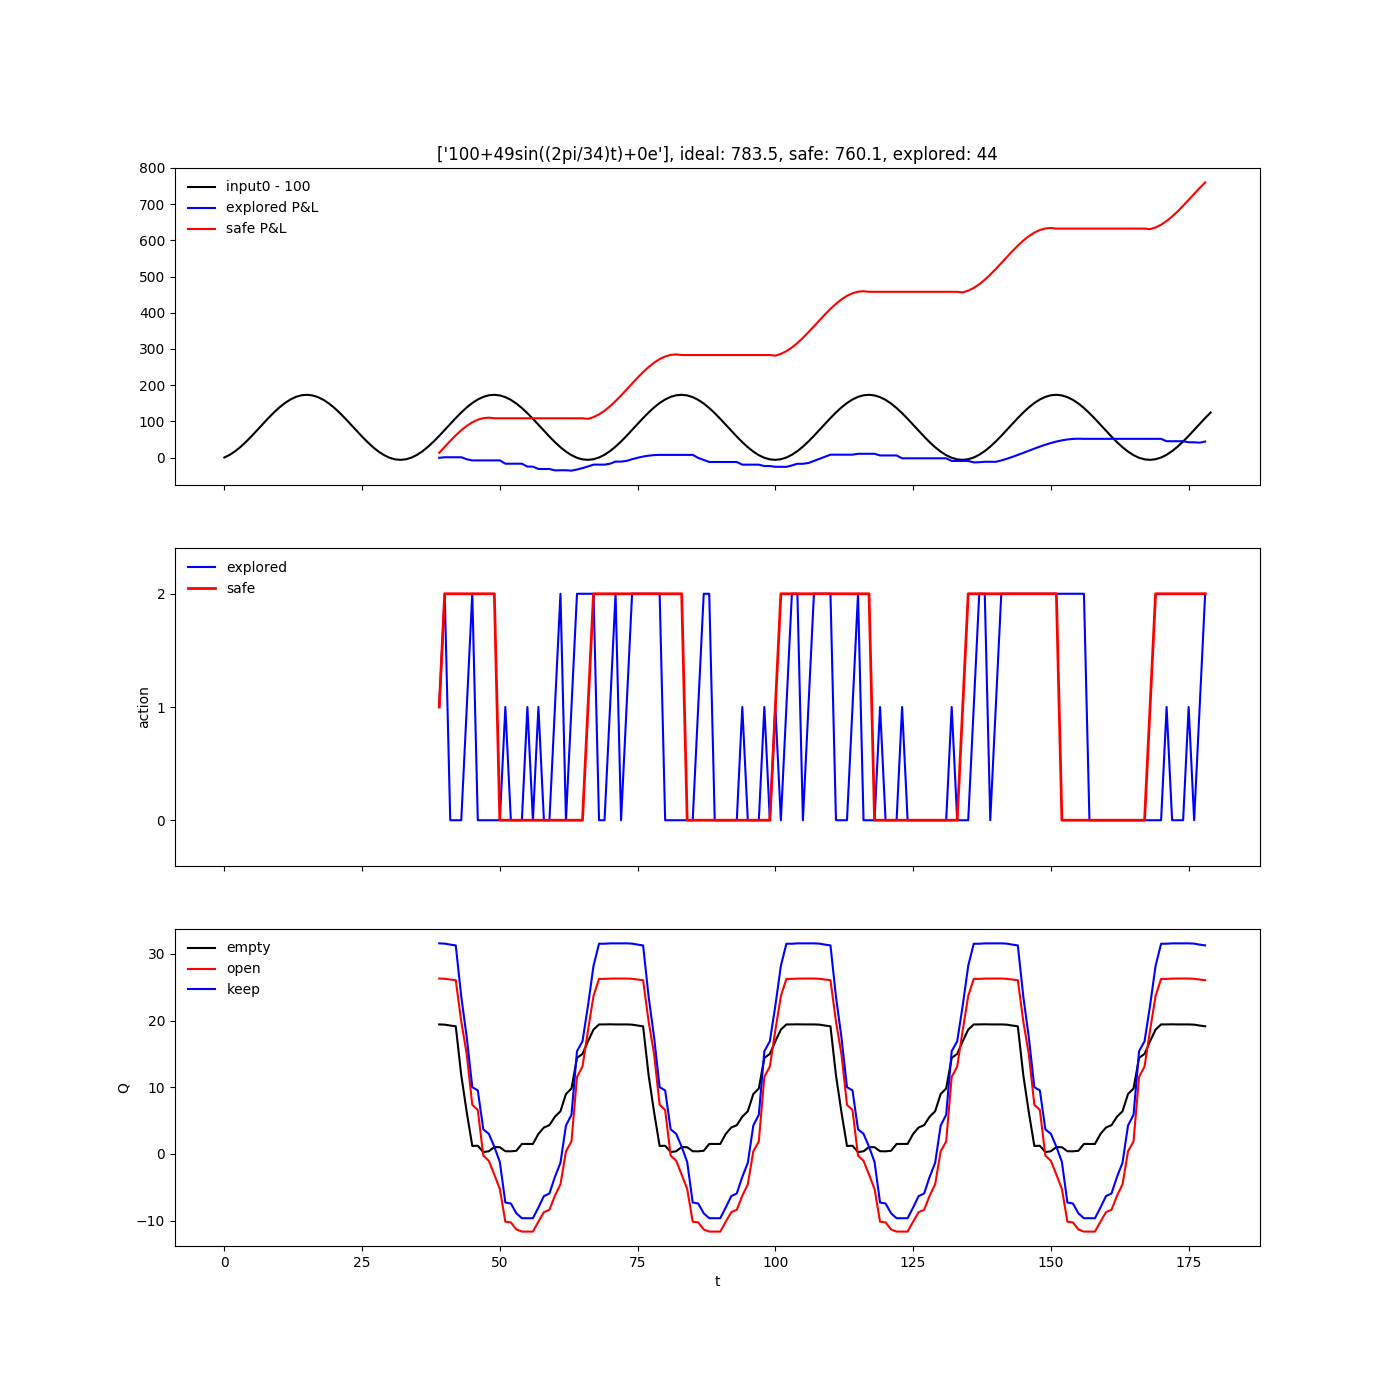 ['100+49sin((2pi/34)t)+0e'], ideal: 783.5, safe: 760.1, explored: 44
800
700
600
500
400
300
200
100
0
input0 - 100
explored P&L
safe P&L
action
2
1
0
explored
safe
Q
30
20
10
0
−10
empty
open
keep
0 25 50 75 100 125 150 175
t